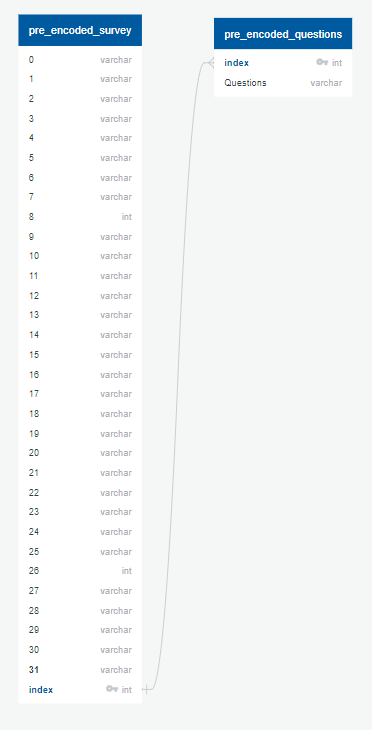 pre_encoded_survey
0 varchar
1 varchar
2 varchar
3 varchar
4 varchar
5 varchar
6 varchar
7 varchar
8 int
9 varchar
10 varchar
11 varchar
12 varchar
13 varchar
14 varchar
15 varchar
16 varchar
17 varchar
18 varchar
19 varchar
20 varchar
21 varchar
22 varchar
23 varchar
24 varchar
25 varchar
26 int
27 varchar
28 varchar
29 varchar
30 varchar
31 varchar
index int
pre_encoded_questions
index int
Questions varchar